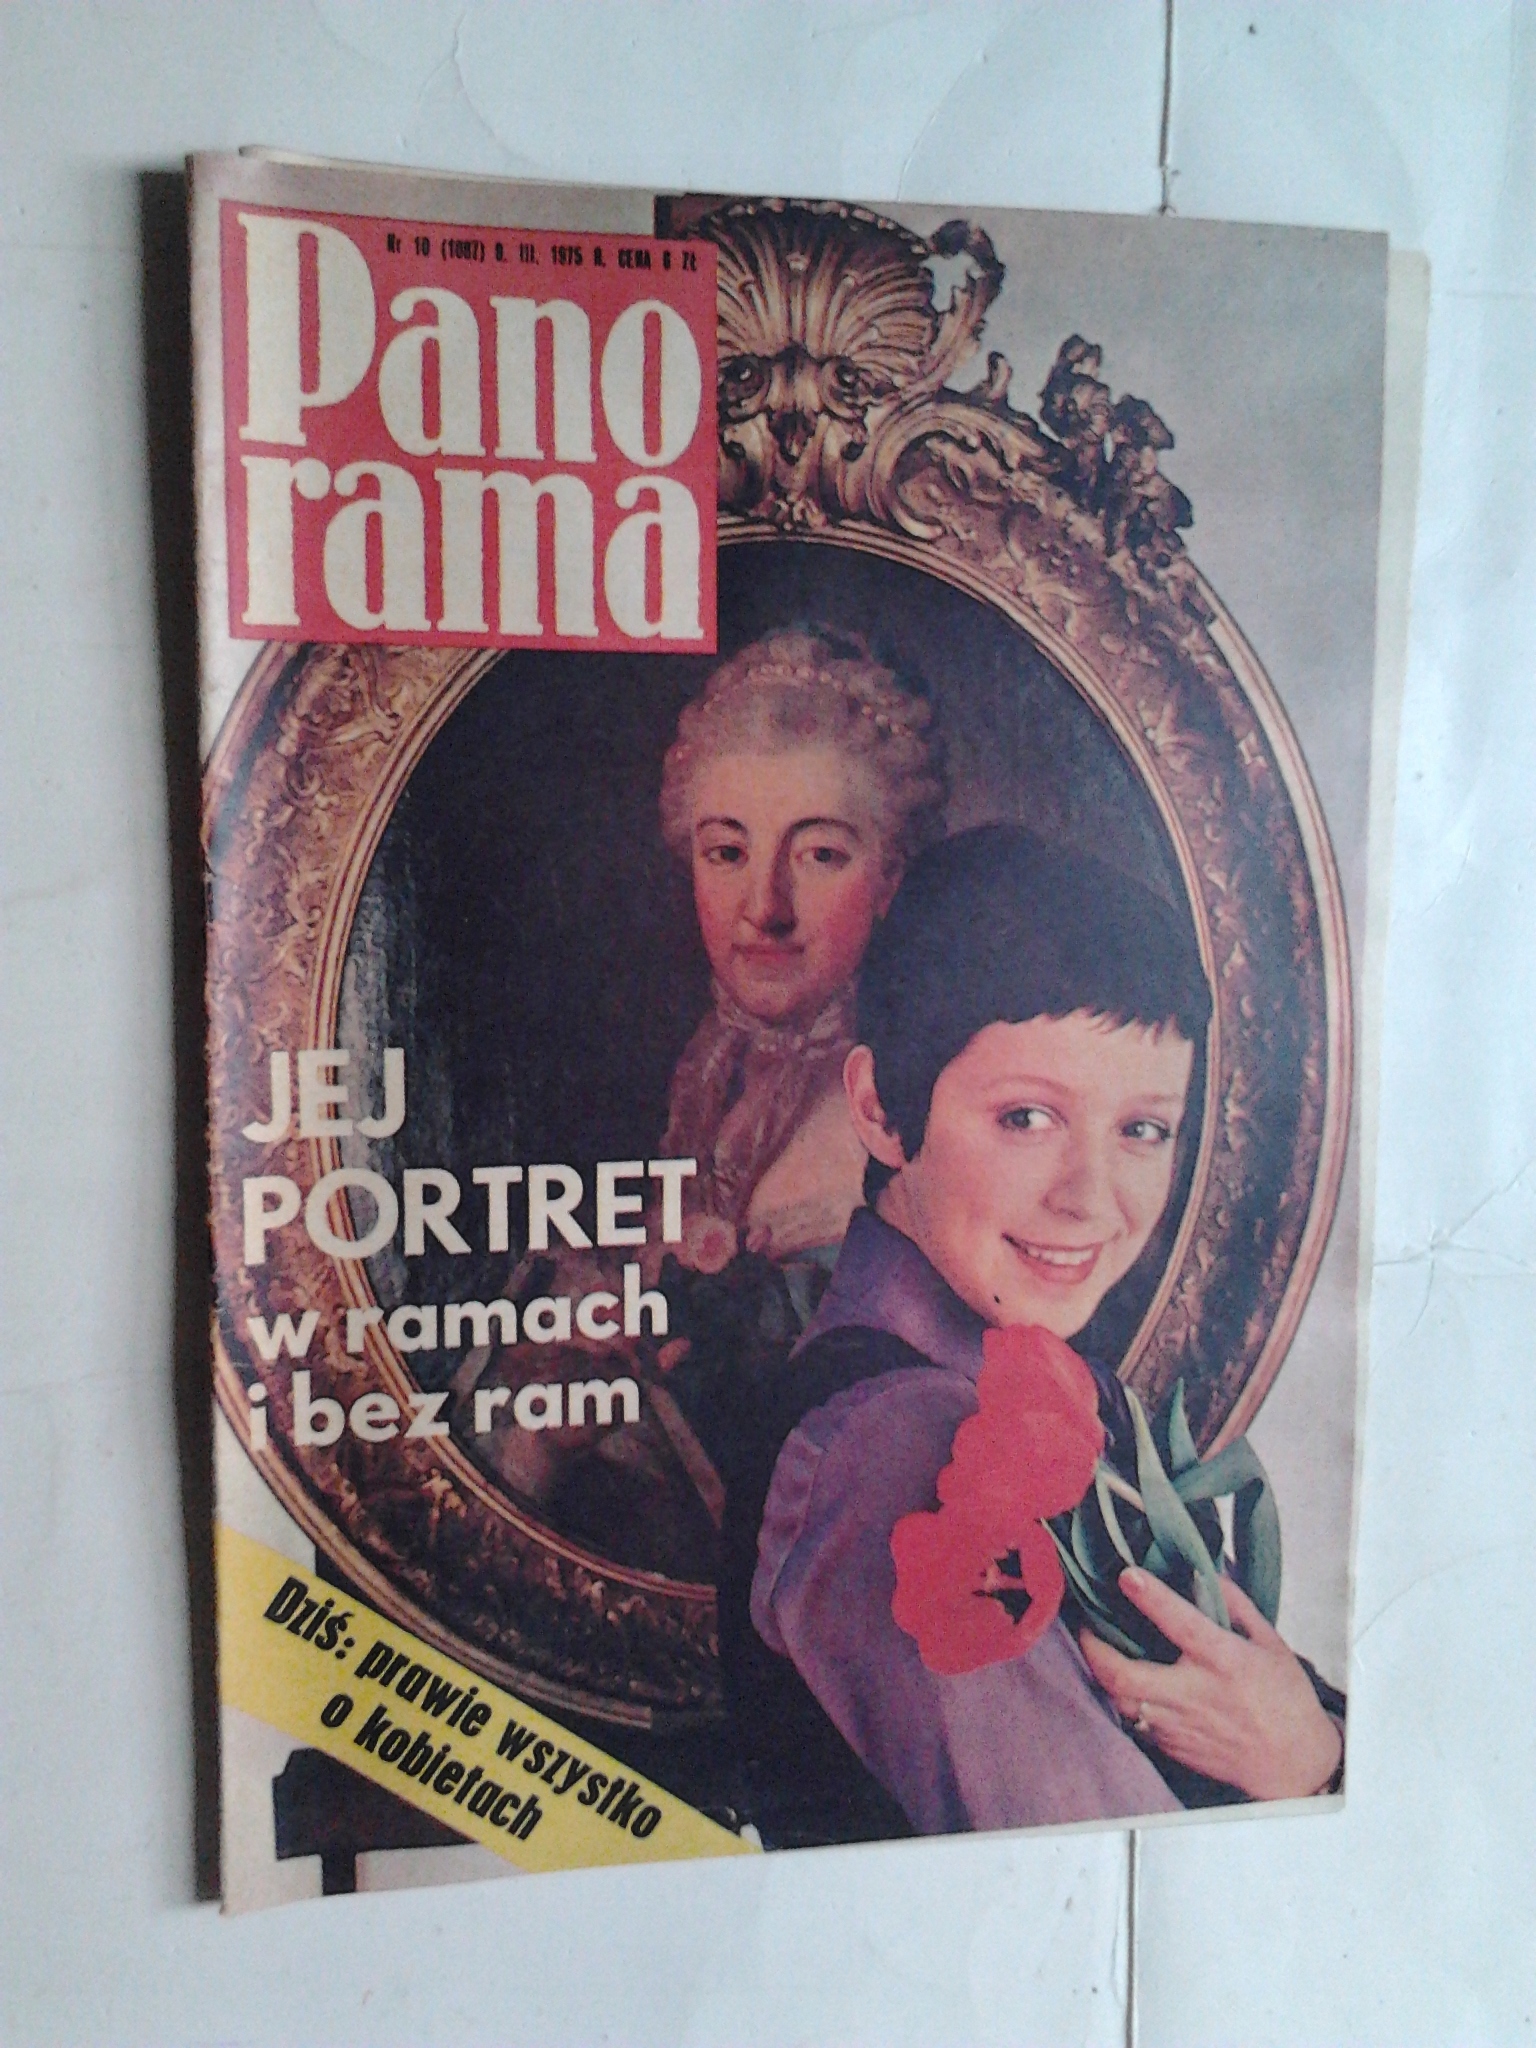 Nr 10 (1087) 9. III. 1975 R. CENA 6 ZŁ
Pano
rama
JEJ
PORTRET
w ramach
i bez ram
Dziś: prawie wszystko
o kobietach